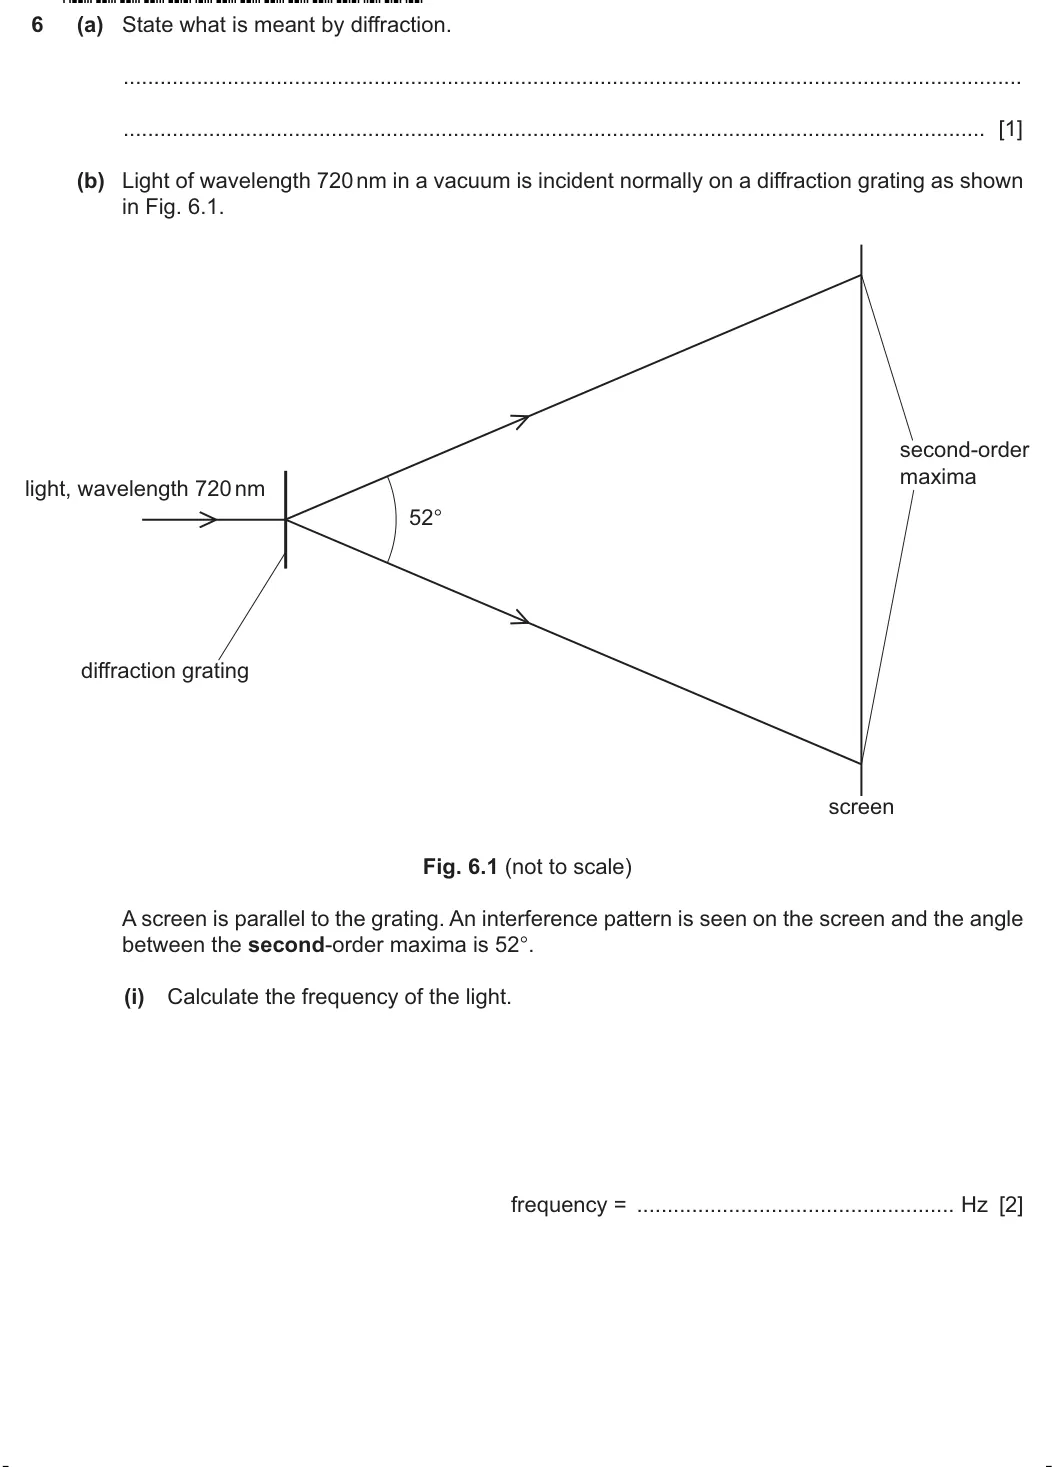 6 (a) State what is meant by diffraction.
..........................................................................................................................................................
................................................................................................................................................... [1]
(b) Light of wavelength 720 nm in a vacuum is incident normally on a diffraction grating as shown
in Fig. 6.1.
second-order
maxima
light, wavelength 720 nm
52°
diffraction grating
screen
Fig. 6.1 (not to scale)
A screen is parallel to the grating. An interference pattern is seen on the screen and the angle
between the second-order maxima is 52°.
(i) Calculate the frequency of the light.
frequency = .................................................... Hz [2]